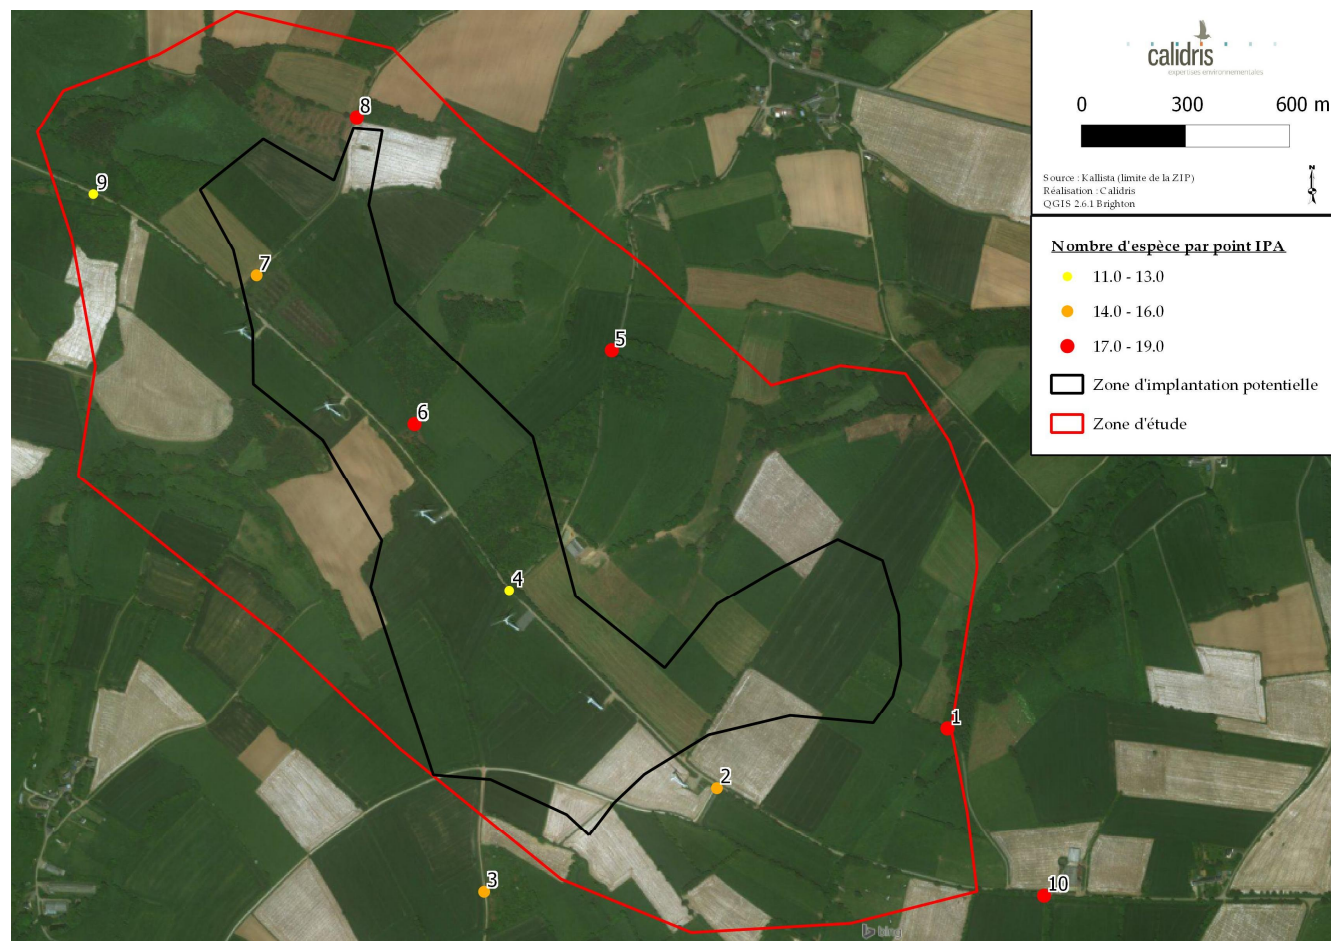 calidris
expertises environnementales
0 300 600 m
N
Source : Kallista (limite de la ZIP)
Réalisation : Calidris
QGIS 2.6.1 Brighton
Nombre d'espèce par point IPA
11.0 - 13.0
14.0 - 16.0
17.0 - 19.0
Zone d'implantation potentielle
Zone d'étude
8
9
7
5
6
4
1
2
3
10
bing